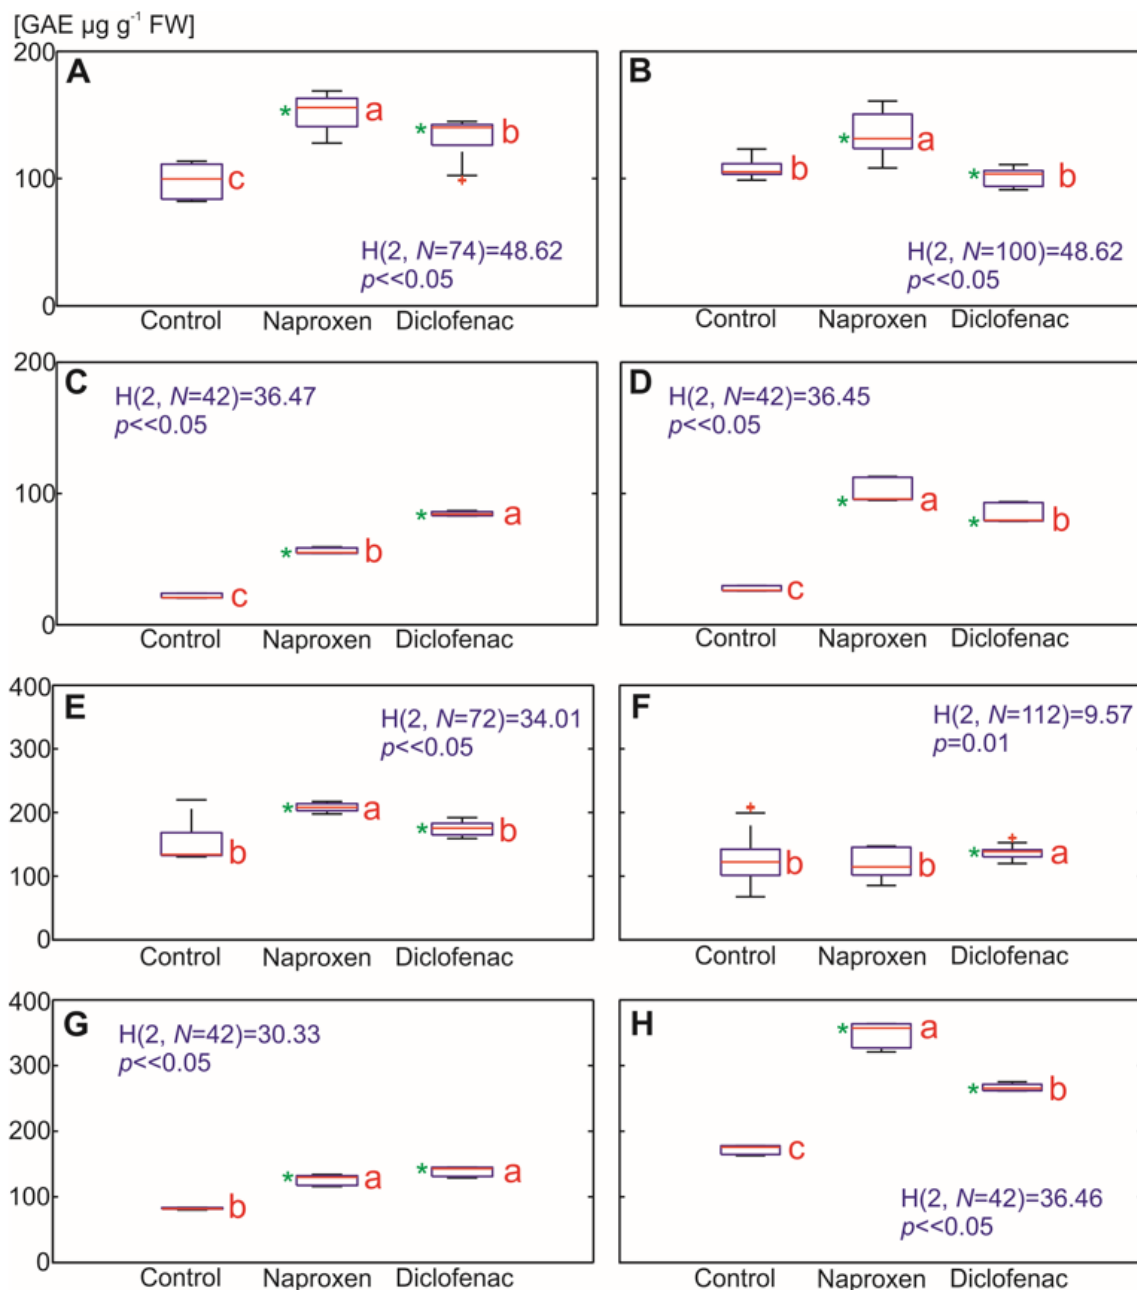 [GAE µg g⁻¹ FW]
200
A
B
*
a
*
b
*
a
100
c
b
*
b
H(2, N=74)=48.62
p<<0.05
H(2, N=100)=48.62
p<<0.05
0
Control Naproxen Diclofenac
Control Naproxen Diclofenac
200
C
H(2, N=42)=36.47
p<<0.05
D
H(2, N=42)=36.45
p<<0.05
100
*
a
*
a
*
b
*
b
c
c
0
Control Naproxen Diclofenac
Control Naproxen Diclofenac
400
E
H(2, N=72)=34.01
p<<0.05
F
H(2, N=112)=9.57
p=0.01
300
200
*
a
b
*
b
b
b
*
a
100
0
Control Naproxen Diclofenac
Control Naproxen Diclofenac
400
G
H(2, N=42)=30.33
p<<0.05
H
*
a
300
*
b
200
c
*
a
*
a
100
b
H(2, N=42)=36.46
p<<0.05
0
Control Naproxen Diclofenac
Control Naproxen Diclofenac